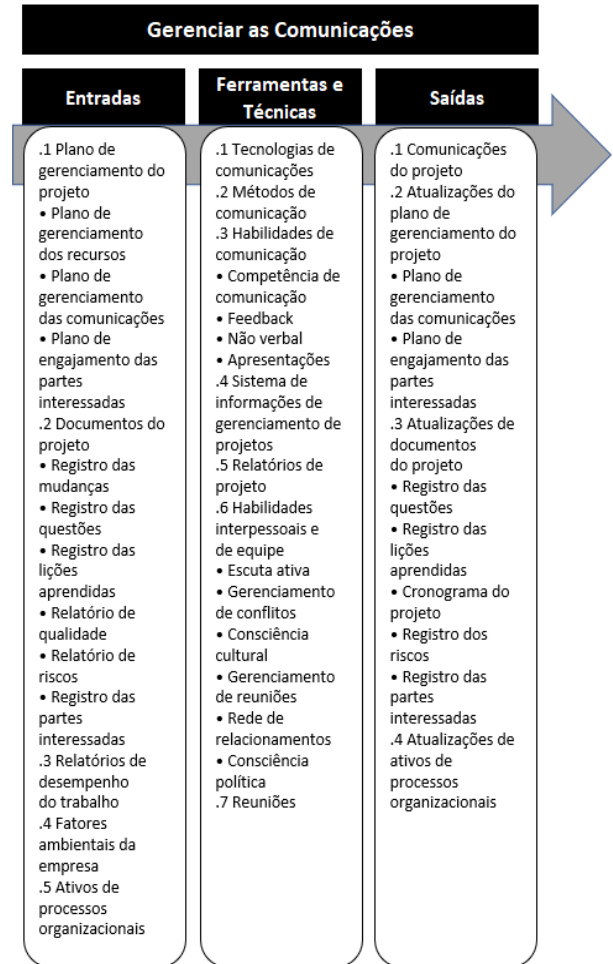 Gerenciar as Comunicações
Entradas
.1 Plano de
gerenciamento do
projeto
• Plano de
gerenciamento
dos recursos
• Plano de
gerenciamento
das comunicações
• Plano de
engajamento das
partes
interessadas
.2 Documentos do
projeto
• Registro das
mudanças
• Registro das
questões
• Registro das
lições
aprendidas
• Relatório de
qualidade
• Relatório de
riscos
• Registro das
partes
interessadas
.3 Relatórios de
desempenho
do trabalho
.4 Fatores
ambientais da
empresa
.5 Ativos de
processos
organizacionais
Ferramentas e
Técnicas
.1 Tecnologias de
comunicações
.2 Métodos de
comunicação
.3 Habilidades de
comunicação
• Competência de
comunicação
• Feedback
• Não verbal
• Apresentações
.4 Sistema de
informações de
gerenciamento de
projetos
.5 Relatórios de
projeto
.6 Habilidades
interpessoais e
de equipe
• Escuta ativa
• Gerenciamento
de conflitos
• Consciência
cultural
• Gerenciamento
de reuniões
• Rede de
relacionamentos
• Consciência
política
.7 Reuniões
Saídas
.1 Comunicações
do projeto
.2 Atualizações do
plano de
gerenciamento do
projeto
• Plano de
gerenciamento
das comunicações
• Plano de
engajamento das
partes
interessadas
.3 Atualizações de
documentos
do projeto
• Registro das
questões
• Registro das
lições
aprendidas
• Cronograma do
projeto
• Registro dos
riscos
• Registro das
partes
interessadas
.4 Atualizações de
ativos de
processos
organizacionais